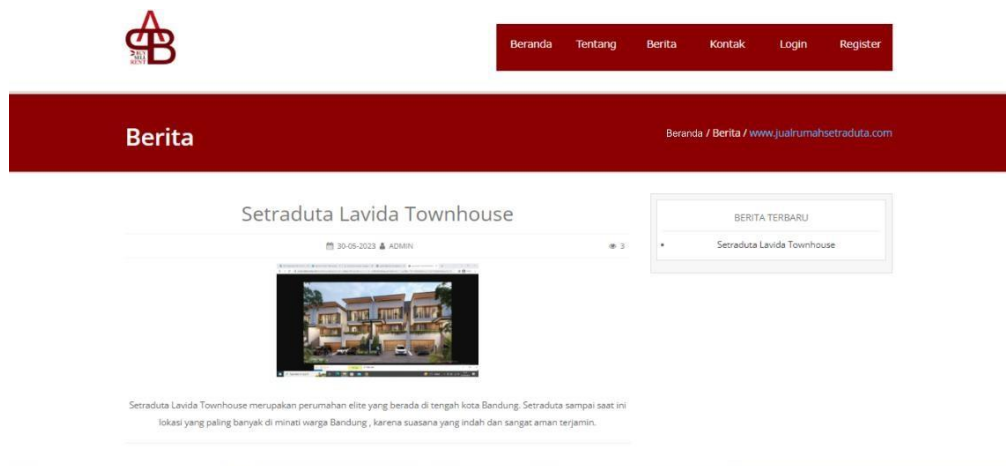 BUY
SELL
RENT
Beranda Tentang Berita Kontak Login Register
Berita
Beranda / Berita / www.jualrumahsetraduta.com
Setraduta Lavida Townhouse
30-05-2023 ADMIN 3
Setraduta Lavida Townhouse merupakan perumahan elite yang berada di tengah kota Bandung. Setraduta sampai saat ini
lokasi yang paling banyak di minati warga Bandung , karena suasana yang indah dan sangat aman terjamin.
BERITA TERBARU
Setraduta Lavida Townhouse